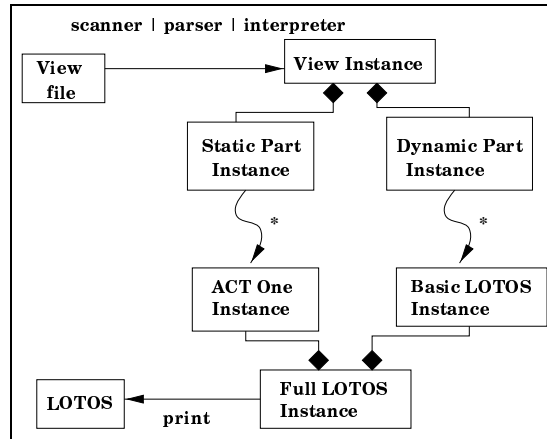 scanner | parser | interpreter
View
file
View Instance
Static Part
Instance
Dynamic Part
Instance
*
*
ACT One
Instance
Basic LOTOS
Instance
LOTOS
print
Full LOTOS
Instance